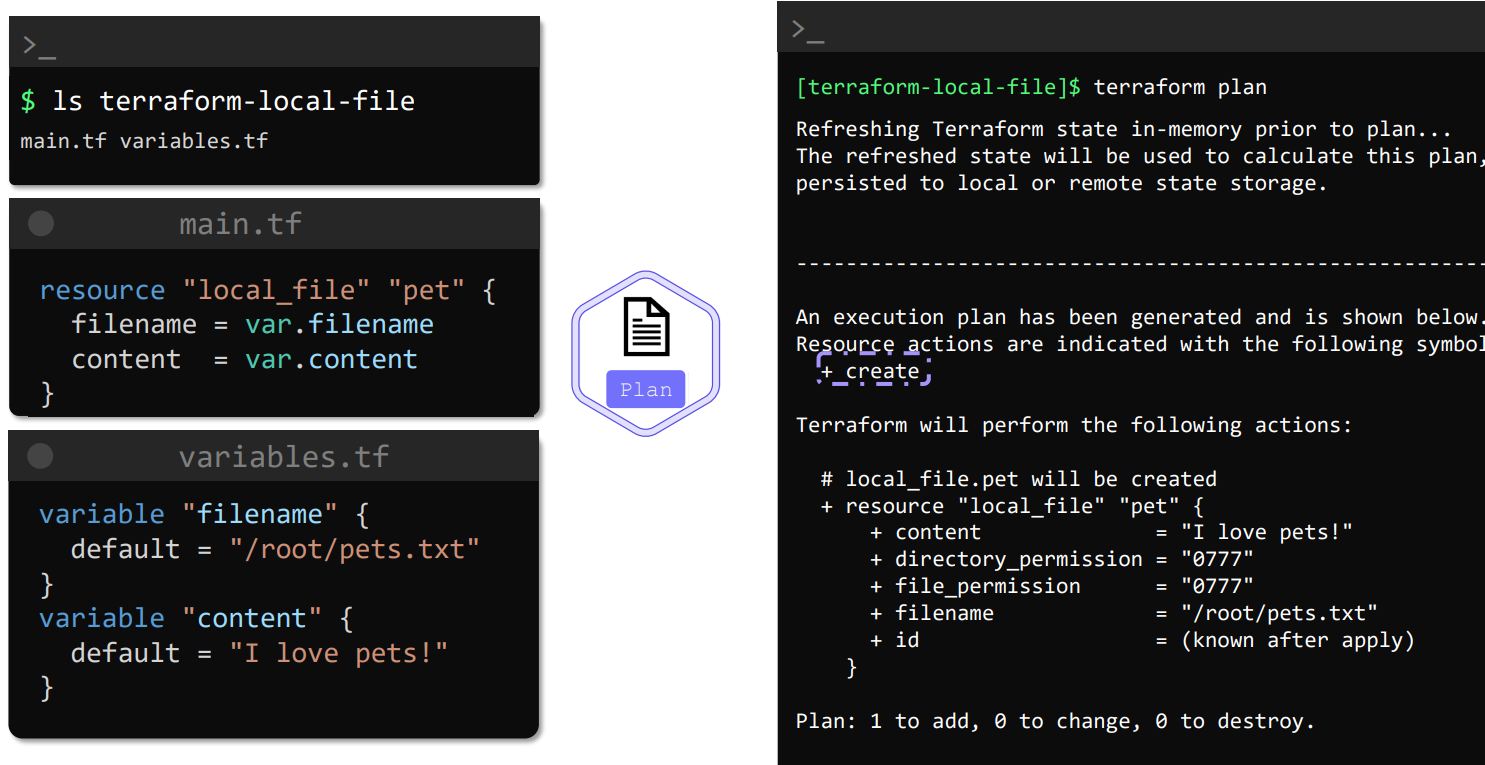 >_
$ ls terraform-local-file
main.tf variables.tf
main.tf
resource "local_file" "pet" {
  filename = var.filename
  content  = var.content
}
variables.tf
variable "filename" {
  default = "/root/pets.txt"
}
variable "content" {
  default = "I love pets!"
}
Plan
>_
[terraform-local-file]$ terraform plan
Refreshing Terraform state in-memory prior to plan...
The refreshed state will be used to calculate this plan,
persisted to local or remote state storage.
--------------------------------------------------------
An execution plan has been generated and is shown below.
Resource actions are indicated with the following symbol
  + create
Terraform will perform the following actions:
  # local_file.pet will be created
  + resource "local_file" "pet" {
      + content              = "I love pets!"
      + directory_permission = "0777"
      + file_permission      = "0777"
      + filename             = "/root/pets.txt"
      + id                   = (known after apply)
    }
Plan: 1 to add, 0 to change, 0 to destroy.